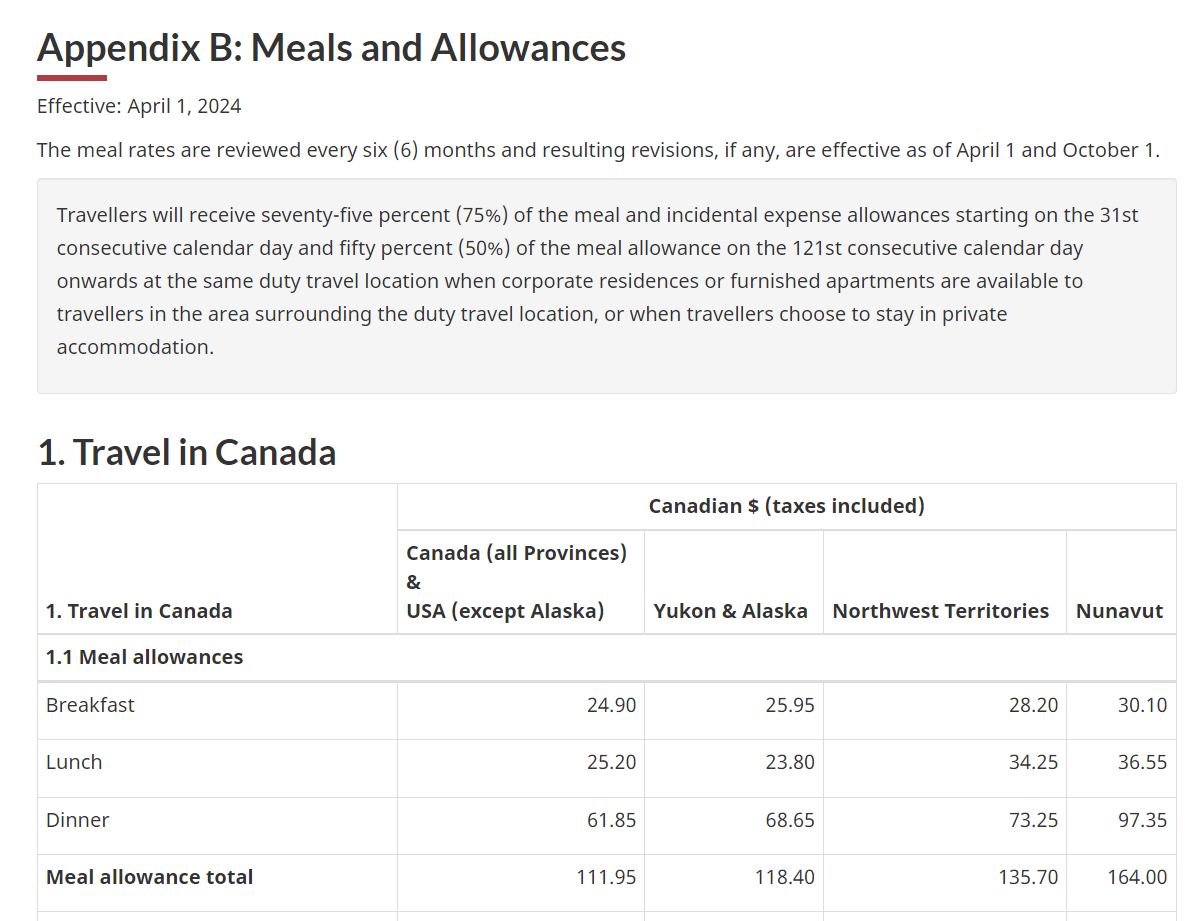 Appendix B: Meals and Allowances
Effective: April 1, 2024
The meal rates are reviewed every six (6) months and resulting revisions, if any, are effective as of April 1 and October 1.
Travellers will receive seventy-five percent (75%) of the meal and incidental expense allowances starting on the 31st
consecutive calendar day and fifty percent (50%) of the meal allowance on the 121st consecutive calendar day
onwards at the same duty travel location when corporate residences or furnished apartments are available to
travellers in the area surrounding the duty travel location, or when travellers choose to stay in private
accommodation.
1. Travel in Canada
Canadian $ (taxes included)
1. Travel in Canada
Canada (all Provinces)
&
USA (except Alaska)
Yukon & Alaska
Northwest Territories
Nunavut
1.1 Meal allowances
Breakfast 24.90 25.95 28.20 30.10
Lunch 25.20 23.80 34.25 36.55
Dinner 61.85 68.65 73.25 97.35
Meal allowance total 111.95 118.40 135.70 164.00